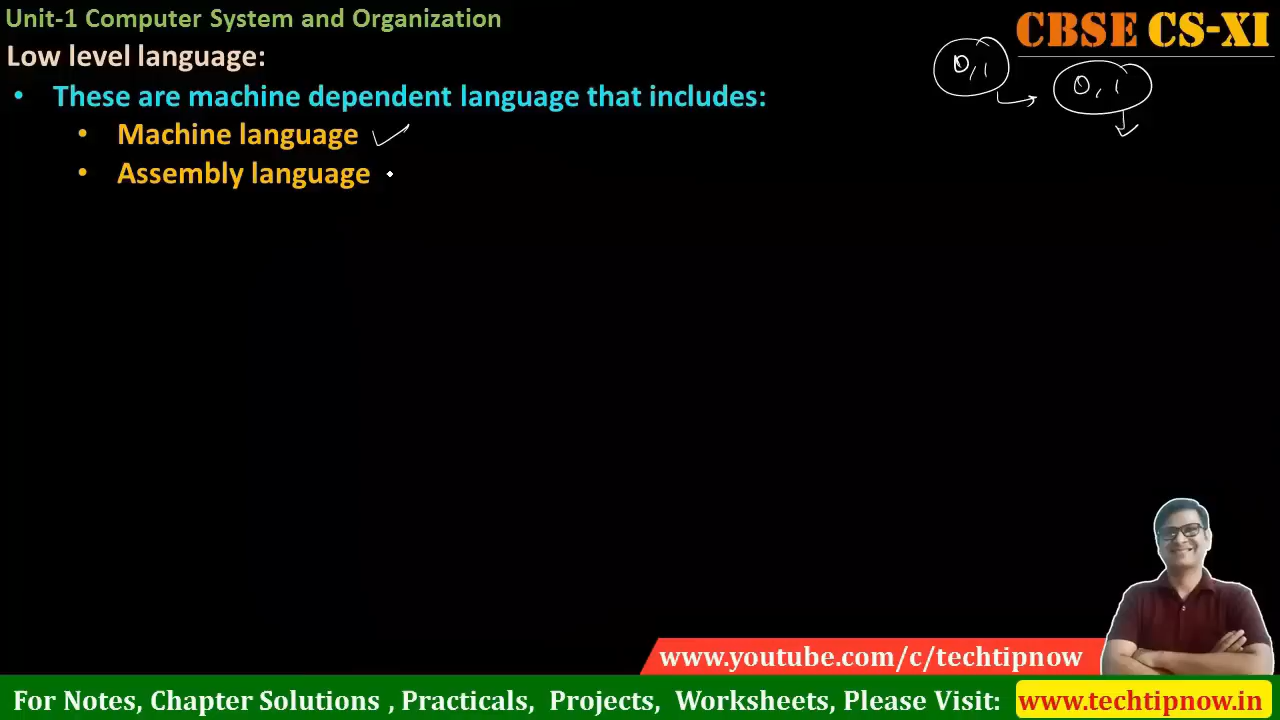 Unit-1 Computer System and Organization
CBSE CS-XI
Low level language:
0, 1
0, 1
• These are machine dependent language that includes:
• Machine language
• Assembly language
www.youtube.com/c/techtipnow
For Notes, Chapter Solutions , Practicals, Projects, Worksheets, Please Visit: www.techtipnow.in